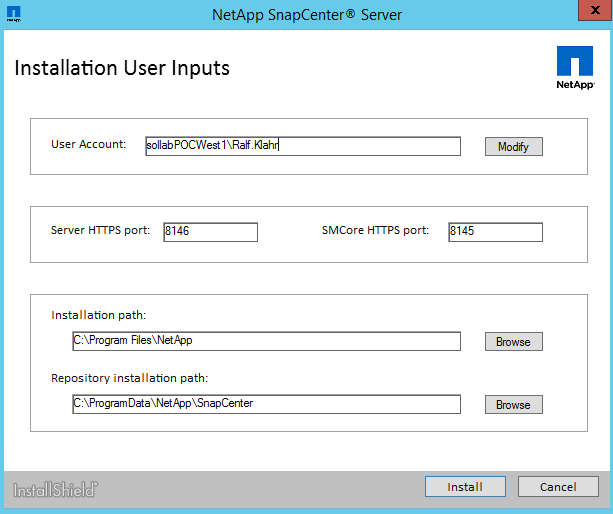 NetApp
NetApp SnapCenter® Server
x
Installation User Inputs
NetApp
User Account: sollabPOCWest1\Ralf.Klahr Modify
Server HTTPS port: 8146 SMCore HTTPS port: 8145
Installation path:
C:\Program Files\NetApp Browse
Repository installation path:
C:\ProgramData\NetApp\SnapCenter Browse
InstallShield Install Cancel